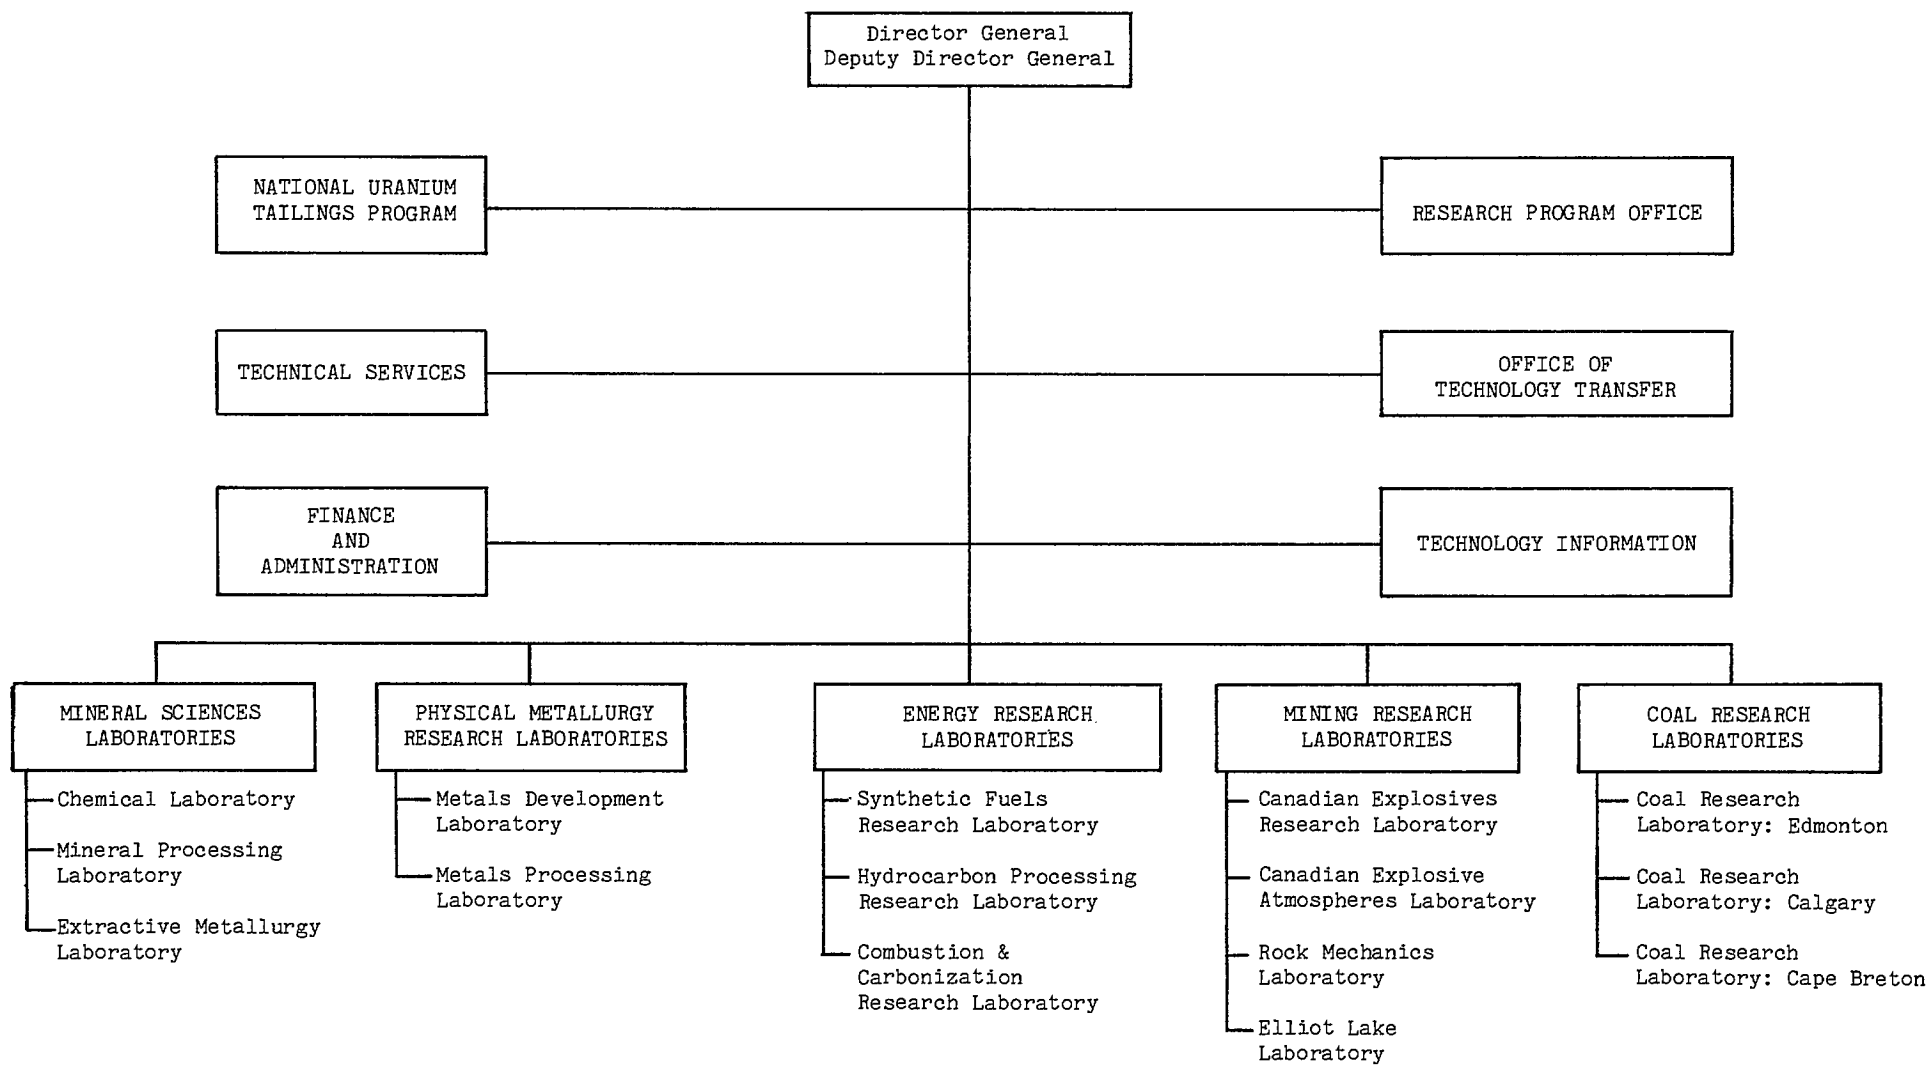 Director General
Deputy Director General
NATIONAL URANIUM
TAILINGS PROGRAM
RESEARCH PROGRAM OFFICE
TECHNICAL SERVICES
OFFICE OF
TECHNOLOGY TRANSFER
FINANCE
AND
ADMINISTRATION
TECHNOLOGY INFORMATION
MINERAL SCIENCES
LABORATORIES
Chemical Laboratory
Mineral Processing
Laboratory
Extractive Metallurgy
Laboratory
PHYSICAL METALLURGY
RESEARCH LABORATORIES
Metals Development
Laboratory
Metals Processing
Laboratory
ENERGY RESEARCH
LABORATORIES
Synthetic Fuels
Research Laboratory
Hydrocarbon Processing
Research Laboratory
Combustion &
Carbonization
Research Laboratory
MINING RESEARCH
LABORATORIES
Canadian Explosives
Research Laboratory
Canadian Explosive
Atmospheres Laboratory
Rock Mechanics
Laboratory
Elliot Lake
Laboratory
COAL RESEARCH
LABORATORIES
Coal Research
Laboratory: Edmonton
Coal Research
Laboratory: Calgary
Coal Research
Laboratory: Cape Breton